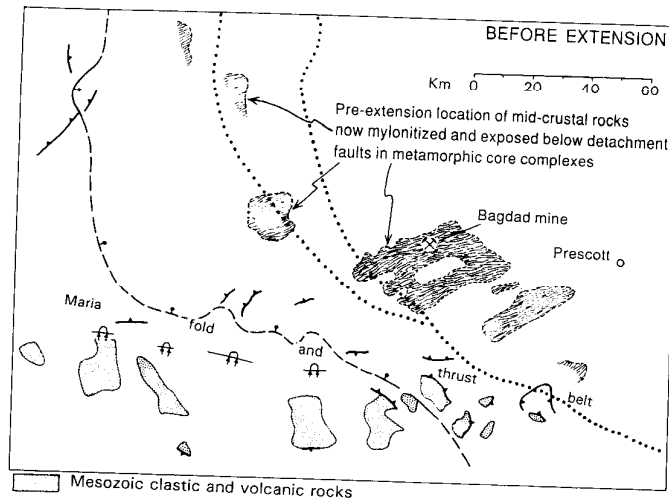 BEFORE EXTENSION
Km 0 20 40 60
Pre-extension location of mid-crustal rocks
now mylonitized and exposed below detachment
faults in metamorphic core complexes
Bagdad mine
Prescott
Maria
fold
and
thrust
belt
Mesozoic clastic and volcanic rocks